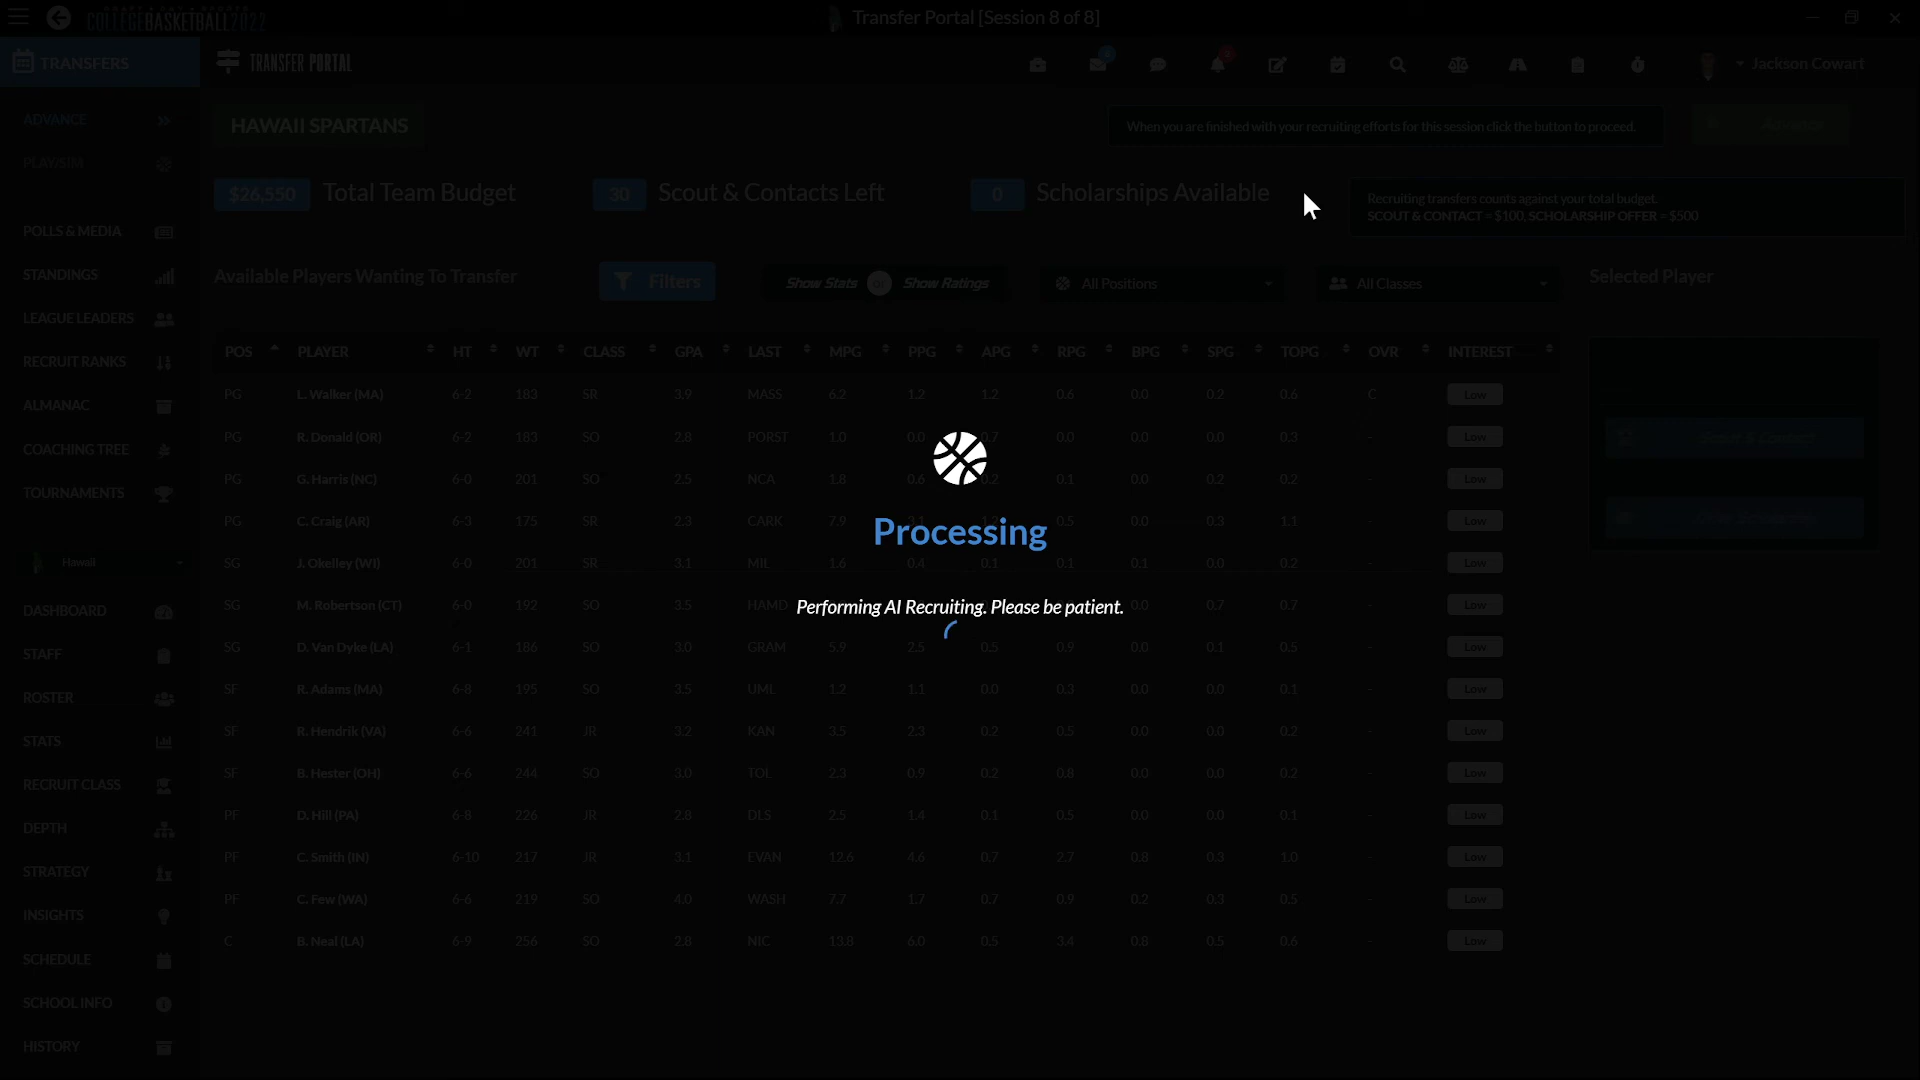 COLLEGE BASKETBALL 2022
Transfer Portal [Session 8 of 8]
TRANSFERS
TRANSFER PORTAL
Jackson Cowart
ADVANCE
PLAY/SIM
HAWAII SPARTANS
When you are finished with your recruiting efforts for this session click the button to proceed.
Advance
$26,550 Total Team Budget
30 Scout & Contacts Left
0 Scholarships Available
Recruiting transfers counts against your total budget.
SCOUT & CONTACT = $100, SCHOLARSHIP OFFER = $500
POLLS & MEDIA
STANDINGS
LEAGUE LEADERS
RECRUIT RANKS
ALMANAC
COACHING TREE
TOURNAMENTS
Hawaii
DASHBOARD
STAFF
ROSTER
STATS
RECRUIT CLASS
DEPTH
STRATEGY
INSIGHTS
SCHEDULE
SCHOOL INFO
HISTORY
Available Players Wanting To Transfer
Filters
Show Stats
Show Ratings
All Positions
All Classes
Selected Player
POS PLAYER HT WT CLASS GPA LAST MPG PPG APG RPG BPG SPG TOPG OVR INTEREST
PG L. Walker (MA) 6-2 183 SR 3.9 MASS 6.2 1.2 1.2 0.6 0.0 0.2 0.6 C Low
PG R. Donald (OR) 6-2 183 SO 2.8 PORST 1.0 0.0 0.7 0.0 0.0 0.0 0.3 - Low
PG G. Harris (NC) 6-0 201 SO 2.5 NCA 1.8 0.6 0.2 0.1 0.0 0.2 0.2 - Low
PG C. Craig (AR) 6-3 175 SR 2.3 CARK 7.9 0.5 0.0 0.3 1.1 - Low
SG J. Okelley (WI) 6-0 201 SR 3.1 MIL 1.6 0.4 0.1 0.1 0.1 0.0 0.2 - Low
SG M. Robertson (CT) 6-0 192 SO 3.5 HAMD 0.0 0.7 0.7 - Low
SG D. Van Dyke (LA) 6-1 186 SO 3.0 GRAM 5.9 2.5 0.5 0.9 0.0 0.1 0.5 - Low
SF R. Adams (MA) 6-8 195 SO 3.5 UML 1.2 1.1 0.0 0.3 0.0 0.0 0.1 - Low
SF R. Hendrik (VA) 6-6 241 JR 3.2 KAN 3.5 2.3 0.2 0.5 0.0 0.0 0.2 - Low
SF B. Hester (OH) 6-6 244 SO 3.0 TOL 2.3 0.9 0.2 0.8 0.0 0.0 0.2 - Low
PF D. Hill (PA) 6-8 226 JR 2.8 DLS 2.5 1.4 0.1 0.5 0.0 0.0 0.1 - Low
PF C. Smith (IN) 6-10 217 JR 3.1 EVAN 12.6 4.6 0.7 2.7 0.8 0.3 1.0 - Low
PF C. Few (WA) 6-6 219 SO 4.0 WASH 7.7 1.7 0.7 0.9 0.2 0.3 0.5 - Low
C B. Neal (LA) 6-9 256 SO 2.8 NIC 13.8 6.0 0.5 3.4 0.8 0.5 0.6 - Low
Scout & Contact
Processing
Performing AI Recruiting. Please be patient.